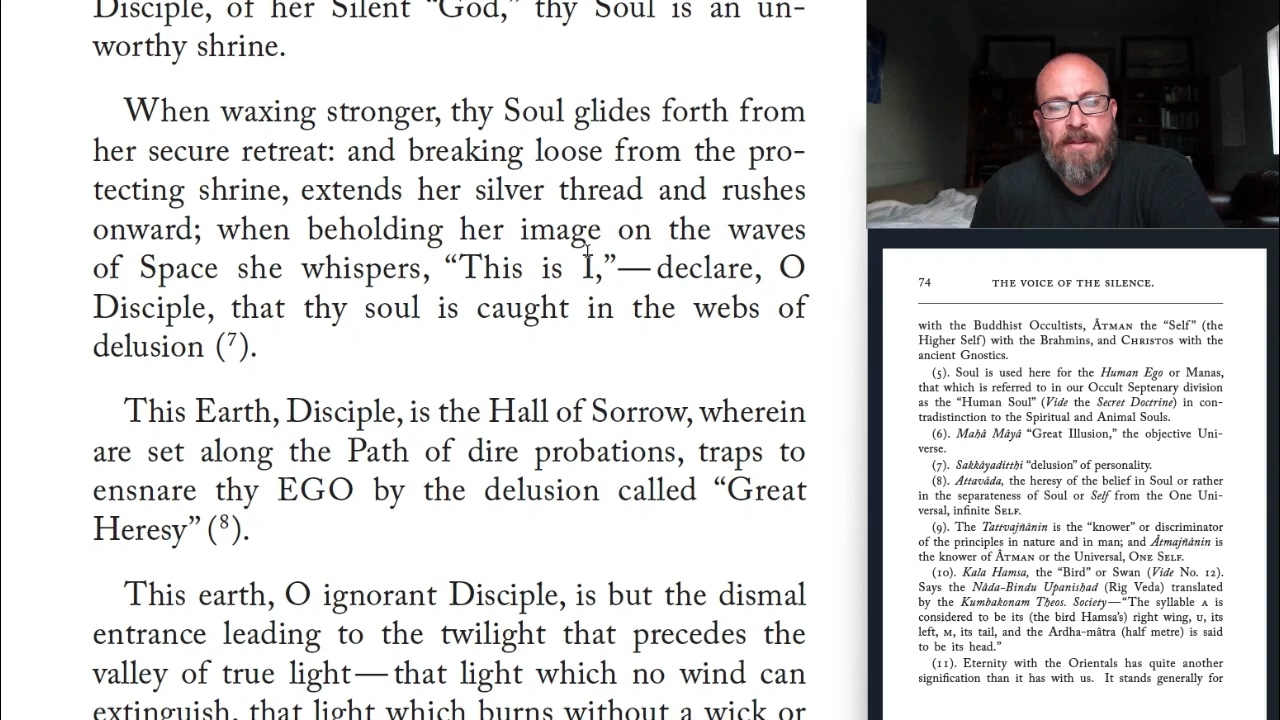 Disciple, of her Silent “God,” thy Soul is an un-
worthy shrine.
When waxing stronger, thy Soul glides forth from
her secure retreat: and breaking loose from the pro-
tecting shrine, extends her silver thread and rushes
onward; when beholding her image on the waves
of Space she whispers, “This is I,”—declare, O
Disciple, that thy soul is caught in the webs of
delusion (⁷).
This Earth, Disciple, is the Hall of Sorrow, wherein
are set along the Path of dire probations, traps to
ensnare thy EGO by the delusion called “Great
Heresy” (⁸).
This earth, O ignorant Disciple, is but the dismal
entrance leading to the twilight that precedes the
valley of true light—that light which no wind can
extinguish, that light which burns without a wick or
74 THE VOICE OF THE SILENCE.
with the Buddhist Occultists, ÂTMAN the “Self” (the
Higher Self) with the Brahmins, and CHRISTOS with the
ancient Gnostics.
(5). Soul is used here for the Human Ego or Manas,
that which is referred to in our Occult Septenary division
as the “Human Soul” (Vide the Secret Doctrine) in con-
tradistinction to the Spiritual and Animal Souls.
(6). Mahâ Mâyâ “Great Illusion,” the objective Uni-
verse.
(7). Sakkâyaditthi “delusion” of personality.
(8). Attavâda, the heresy of the belief in Soul or rather
in the separateness of Soul or Self from the One Uni-
versal, infinite SELF.
(9). The Tattvajñânin is the “knower” or discriminator
of the principles in nature and in man; and Âtmajñânin is
the knower of ÂTMAN or the Universal, ONE SELF.
(10). Kala Hamsa, the “Bird” or Swan (Vide No. 12).
Says the Nâda-Bindu Upanishad (Rig Veda) translated
by the Kumbakonam Theos. Society—“The syllable A is
considered to be its (the bird Hamsa’s) right wing, U, its
left, M, its tail, and the Ardha-mâtra (half metre) is said
to be its head.”
(11). Eternity with the Orientals has quite another
signification than it has with us. It stands generally for